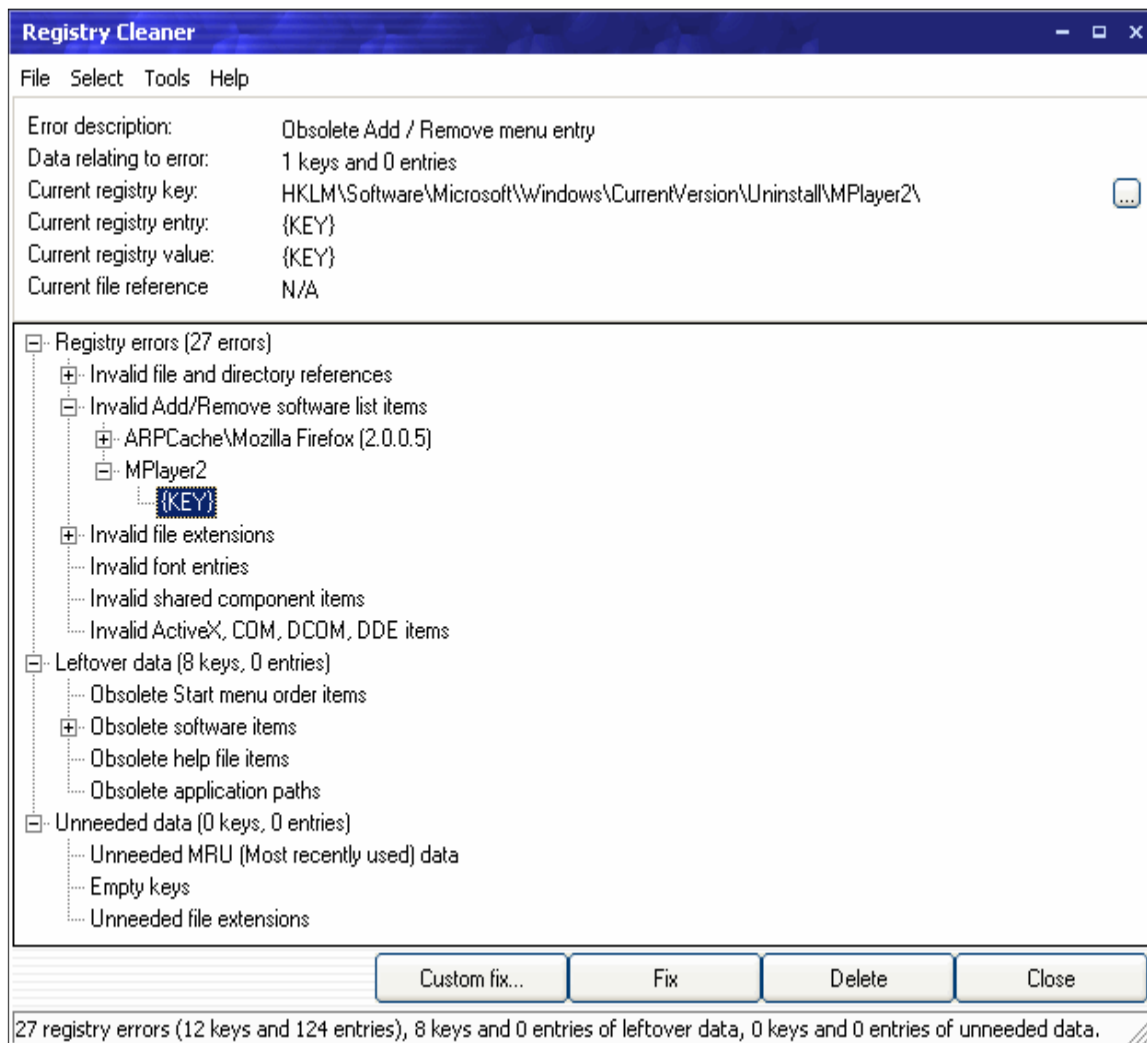 Registry Cleaner
File Select Tools Help
Error description: Obsolete Add / Remove menu entry
Data relating to error: 1 keys and 0 entries
Current registry key: HKLM\Software\Microsoft\Windows\CurrentVersion\Uninstall\MPlayer2\ ...
Current registry entry: {KEY}
Current registry value: {KEY}
Current file reference N/A
Registry errors (27 errors)
Invalid file and directory references
Invalid Add/Remove software list items
ARPCache\Mozilla Firefox (2.0.0.5)
MPlayer2
{KEY}
Invalid file extensions
Invalid font entries
Invalid shared component items
Invalid ActiveX, COM, DCOM, DDE items
Leftover data (8 keys, 0 entries)
Obsolete Start menu order items
Obsolete software items
Obsolete help file items
Obsolete application paths
Unneeded data (0 keys, 0 entries)
Unneeded MRU (Most recently used) data
Empty keys
Unneeded file extensions
Custom fix... Fix Delete Close
27 registry errors (12 keys and 124 entries), 8 keys and 0 entries of leftover data, 0 keys and 0 entries of unneeded data.